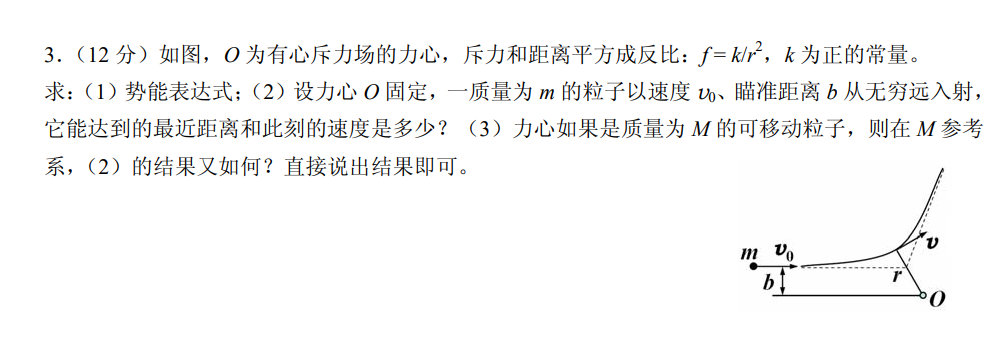 3.（12 分）如图，O 为有心斥力场的力心，斥力和距离平方成反比：f = k/r²，k 为正的常量。
求：（1）势能表达式；（2）设力心 O 固定，一质量为 m 的粒子以速度 υ₀、瞄准距离 b 从无穷远入射，
它能达到的最近距离和此刻的速度是多少？（3）力心如果是质量为 M 的可移动粒子，则在 M 参考
系，（2）的结果又如何？直接说出结果即可。
m υ₀
υ
b
r
O